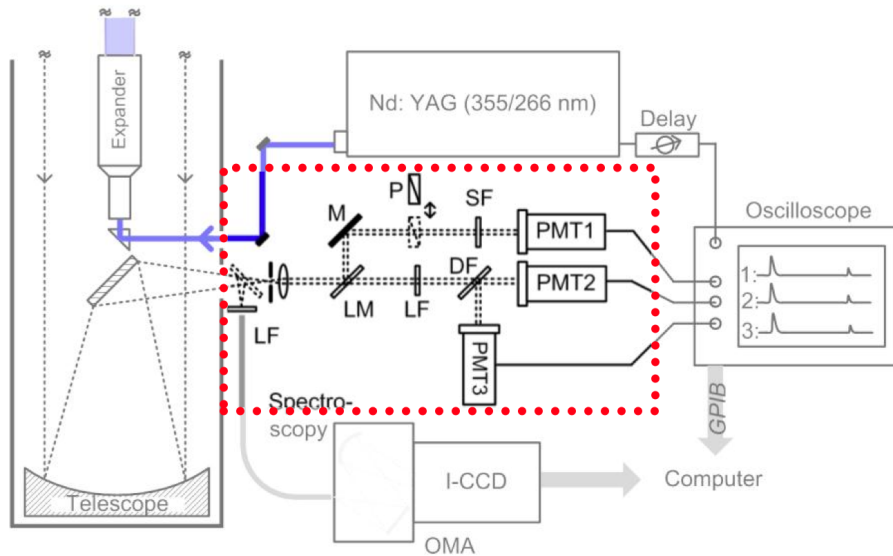 Expander
Nd: YAG (355/266 nm)
Delay
P
M
SF
PMT1
Oscilloscope
1:
2:
3:
DF
PMT2
LM
LF
LF
PMT3
Spectro-
scopy
GPIB
Telescope
I-CCD
Computer
OMA